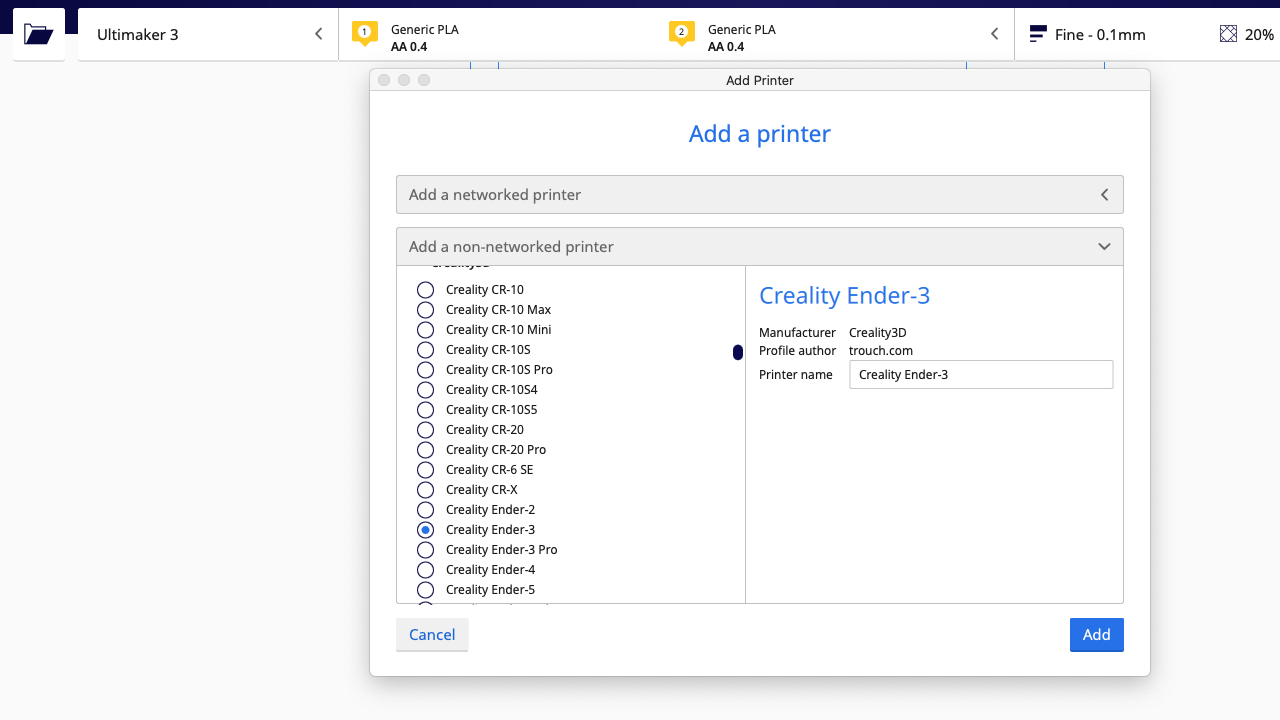 Ultimaker 3
1
Generic PLA
AA 0.4
2
Generic PLA
AA 0.4
Fine - 0.1mm
20%
Add Printer
Add a printer
Add a networked printer
Add a non-networked printer
Creality CR-10
Creality CR-10 Max
Creality CR-10 Mini
Creality CR-10S
Creality CR-10S Pro
Creality CR-10S4
Creality CR-10S5
Creality CR-20
Creality CR-20 Pro
Creality CR-6 SE
Creality CR-X
Creality Ender-2
Creality Ender-3
Creality Ender-3 Pro
Creality Ender-4
Creality Ender-5
Creality Ender-3
Manufacturer Creality3D
Profile author trouch.com
Printer name Creality Ender-3
Cancel
Add